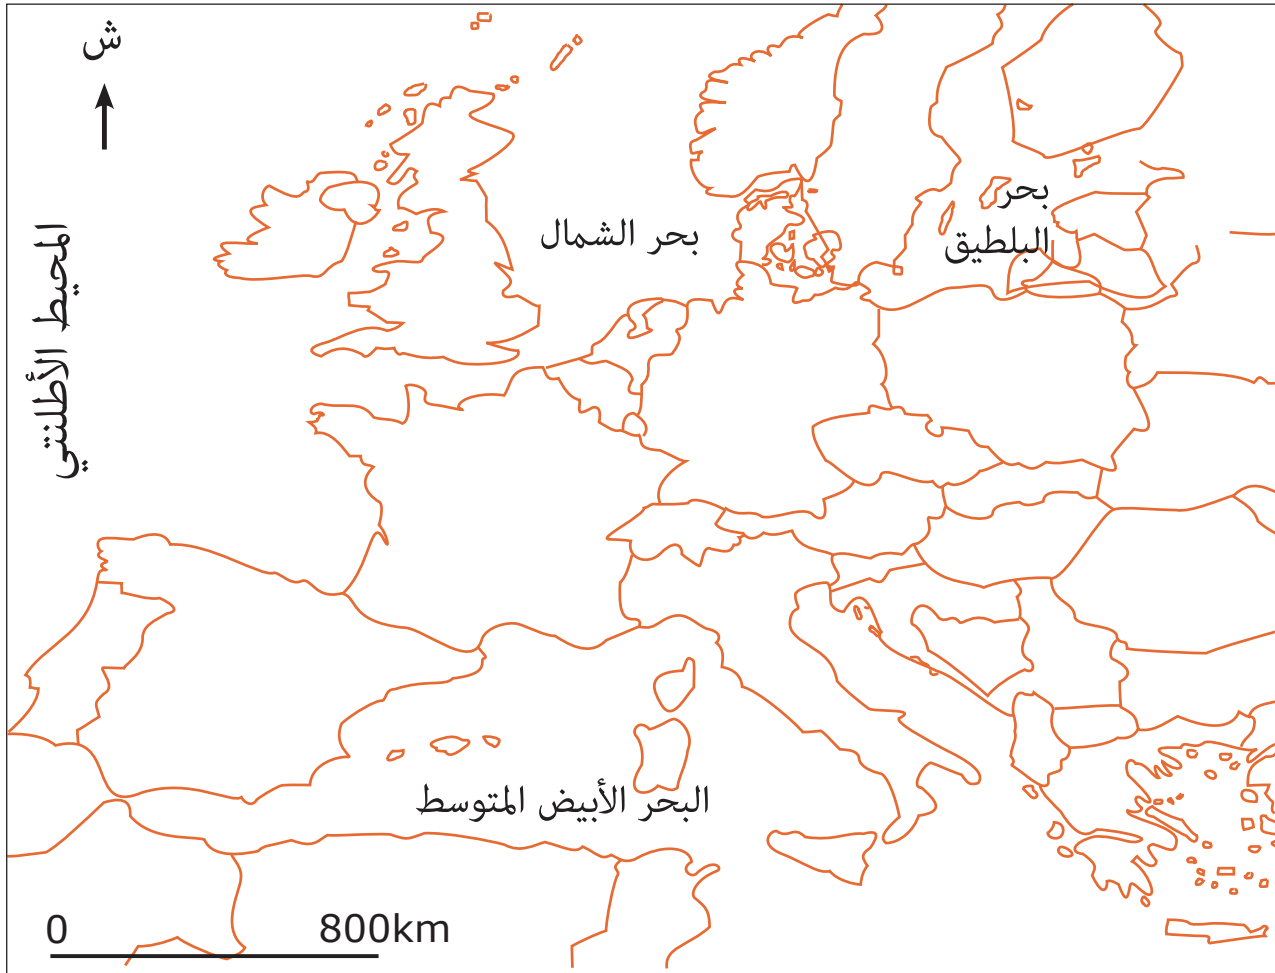 ش
بحر
البلطيق
بحر الشمال
المحيط الأطلنتي
البحر الأبيض المتوسط
0 800km